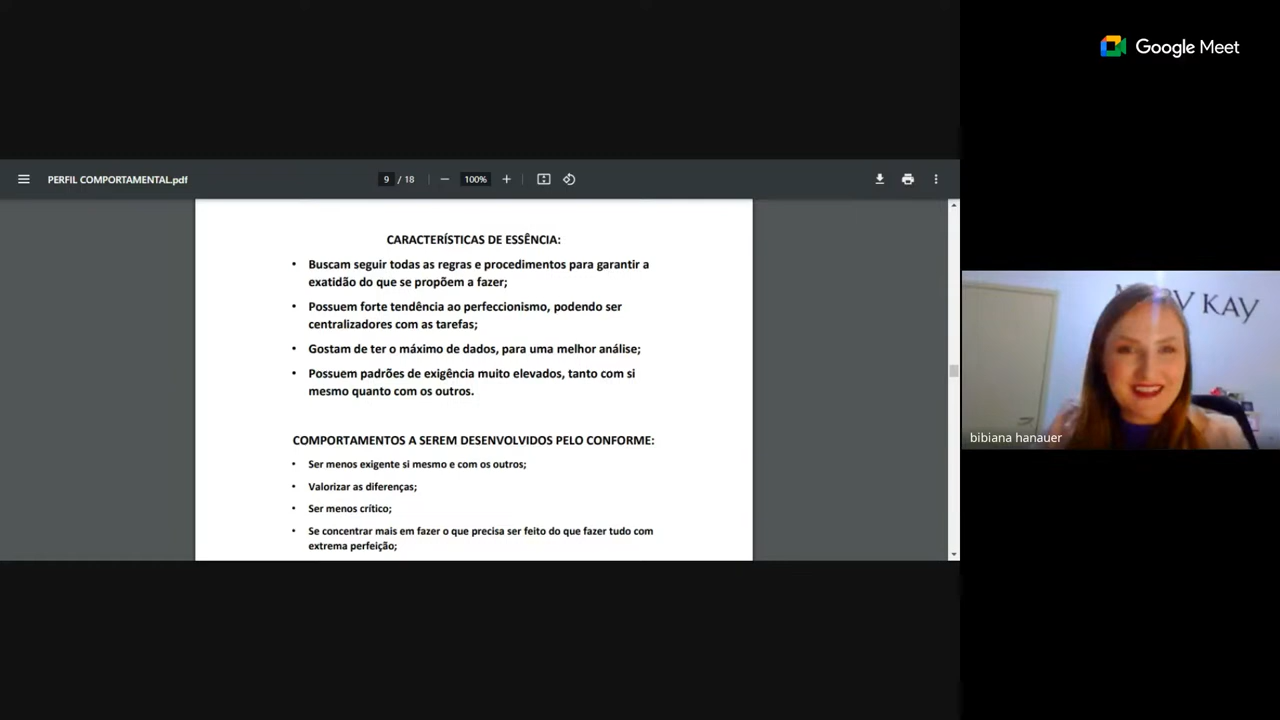 Google Meet
PERFIL COMPORTAMENTAL.pdf
9 / 18
100%
CARACTERÍSTICAS DE ESSÊNCIA:
• Buscam seguir todas as regras e procedimentos para garantir a
exatidão do que se propõem a fazer;
• Possuem forte tendência ao perfeccionismo, podendo ser
centralizadores com as tarefas;
• Gostam de ter o máximo de dados, para uma melhor análise;
• Possuem padrões de exigência muito elevados, tanto com si
mesmo quanto com os outros.
COMPORTAMENTOS A SEREM DESENVOLVIDOS PELO CONFORME:
• Ser menos exigente si mesmo e com os outros;
• Valorizar as diferenças;
• Ser menos crítico;
• Se concentrar mais em fazer o que precisa ser feito do que fazer tudo com
extrema perfeição;
MARY KAY
bibiana hanauer